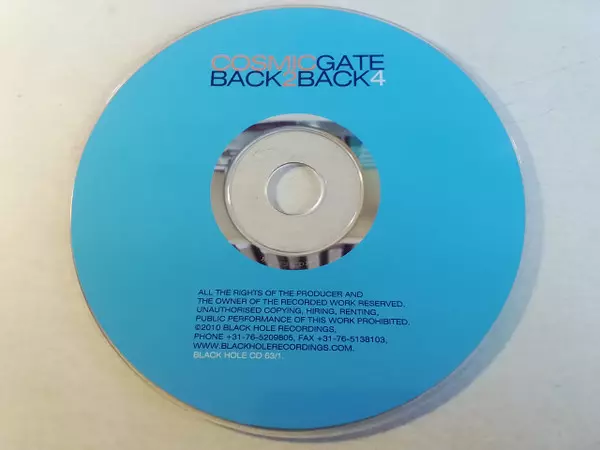 COSMICGATE
BACK2BACK4
ALL THE RIGHTS OF THE PRODUCER AND
THE OWNER OF THE RECORDED WORK RESERVED.
UNAUTHORISED COPYING, HIRING, RENTING,
PUBLIC PERFORMANCE OF THIS WORK PROHIBITED.
©2010 BLACK HOLE RECORDINGS,
PHONE +31-76-5209805, FAX +31-76-5138103,
WWW.BLACKHOLERECORDINGS.COM.
BLACK HOLE CD 63/1.